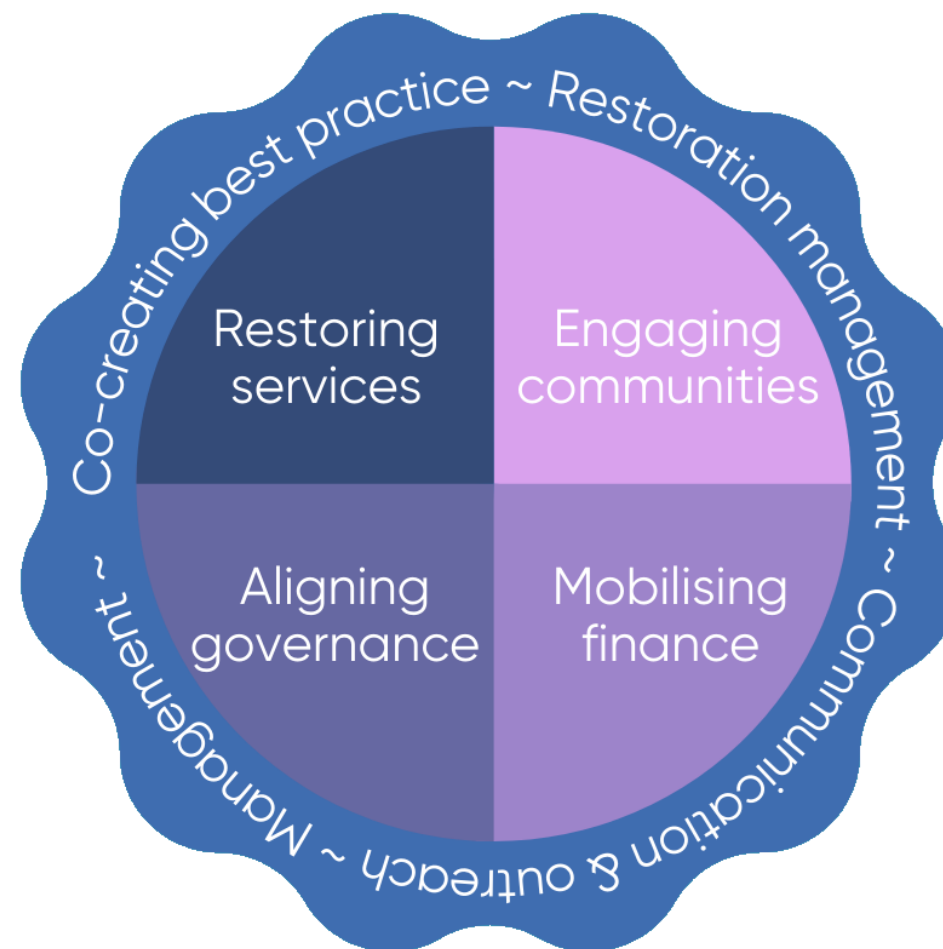 Co-creating best practice ~ Restoration management ~ Communication & outreach ~ Management ~
Restoring
services
Engaging
communities
Aligning
governance
Mobilising
finance